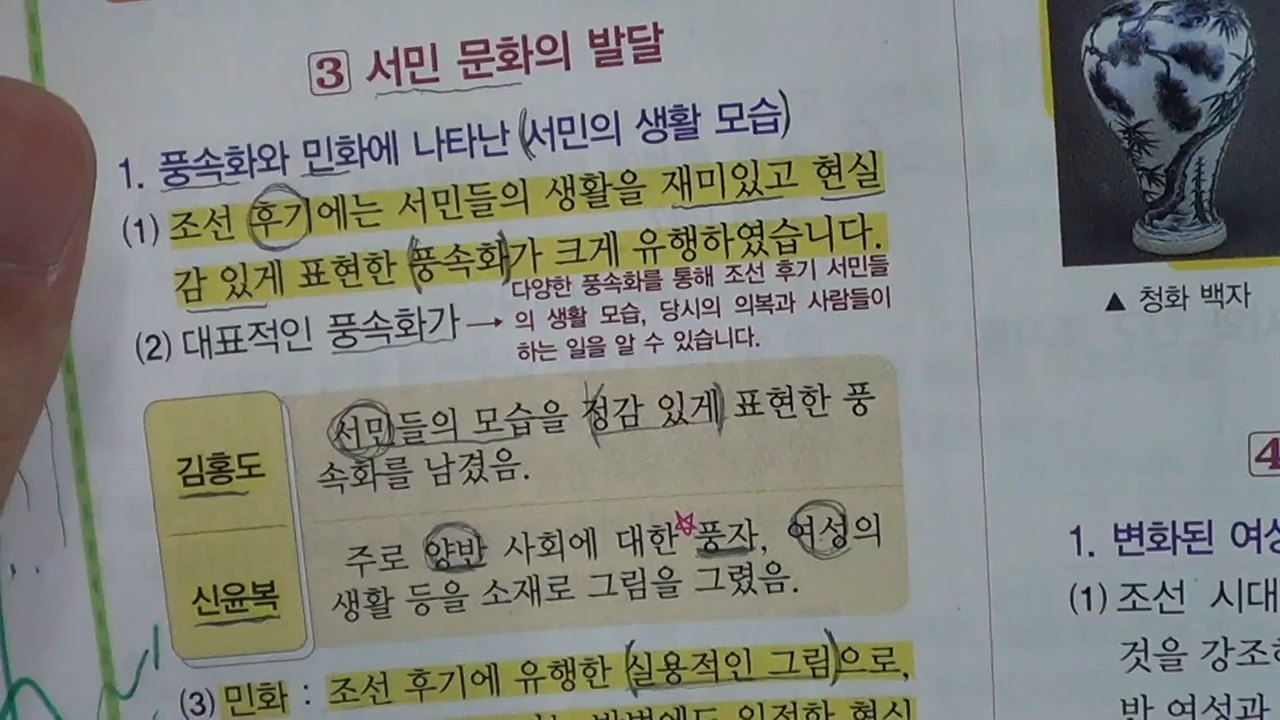 3 서민 문화의 발달
1. 풍속화와 민화에 나타난 서민의 생활 모습
(1) 조선 후기에는 서민들의 생활을 재미있고 현실
감 있게 표현한 풍속화가 크게 유행하였습니다.
(2) 대표적인 풍속화가 → 다양한 풍속화를 통해 조선 후기 서민들
의 생활 모습, 당시의 의복과 사람들이
하는 일을 알 수 있습니다.
김홍도
서민들의 모습을 정감 있게 표현한 풍
속화를 남겼음.
신윤복
주로 양반 사회에 대한 풍자, 여성의
생활 등을 소재로 그림을 그렸음.
(3) 민화 : 조선 후기에 유행한 실용적인 그림으로,
▲ 청화 백자
4
1. 변화된 여성
(1) 조선 시대
것을 강조
반 여성과